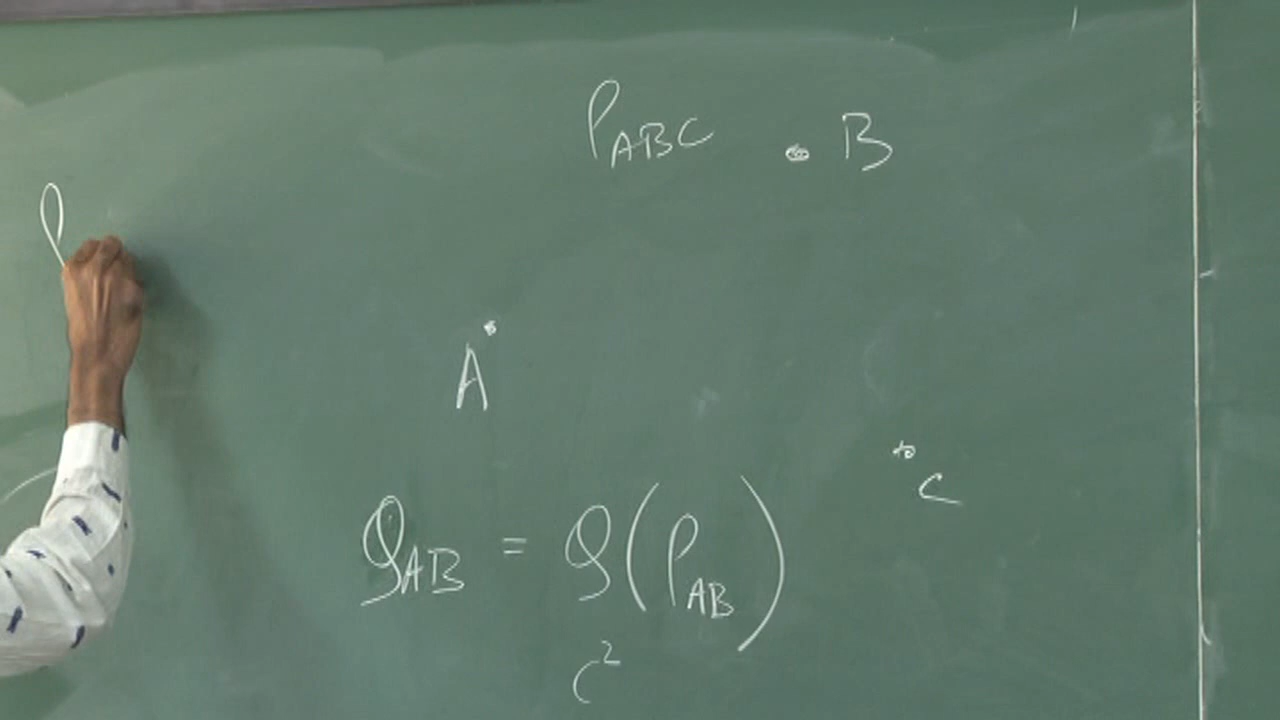 ρ_ABC . B
ρ
A
C
𝒬_AB = 𝒬(ρ_AB)
C²